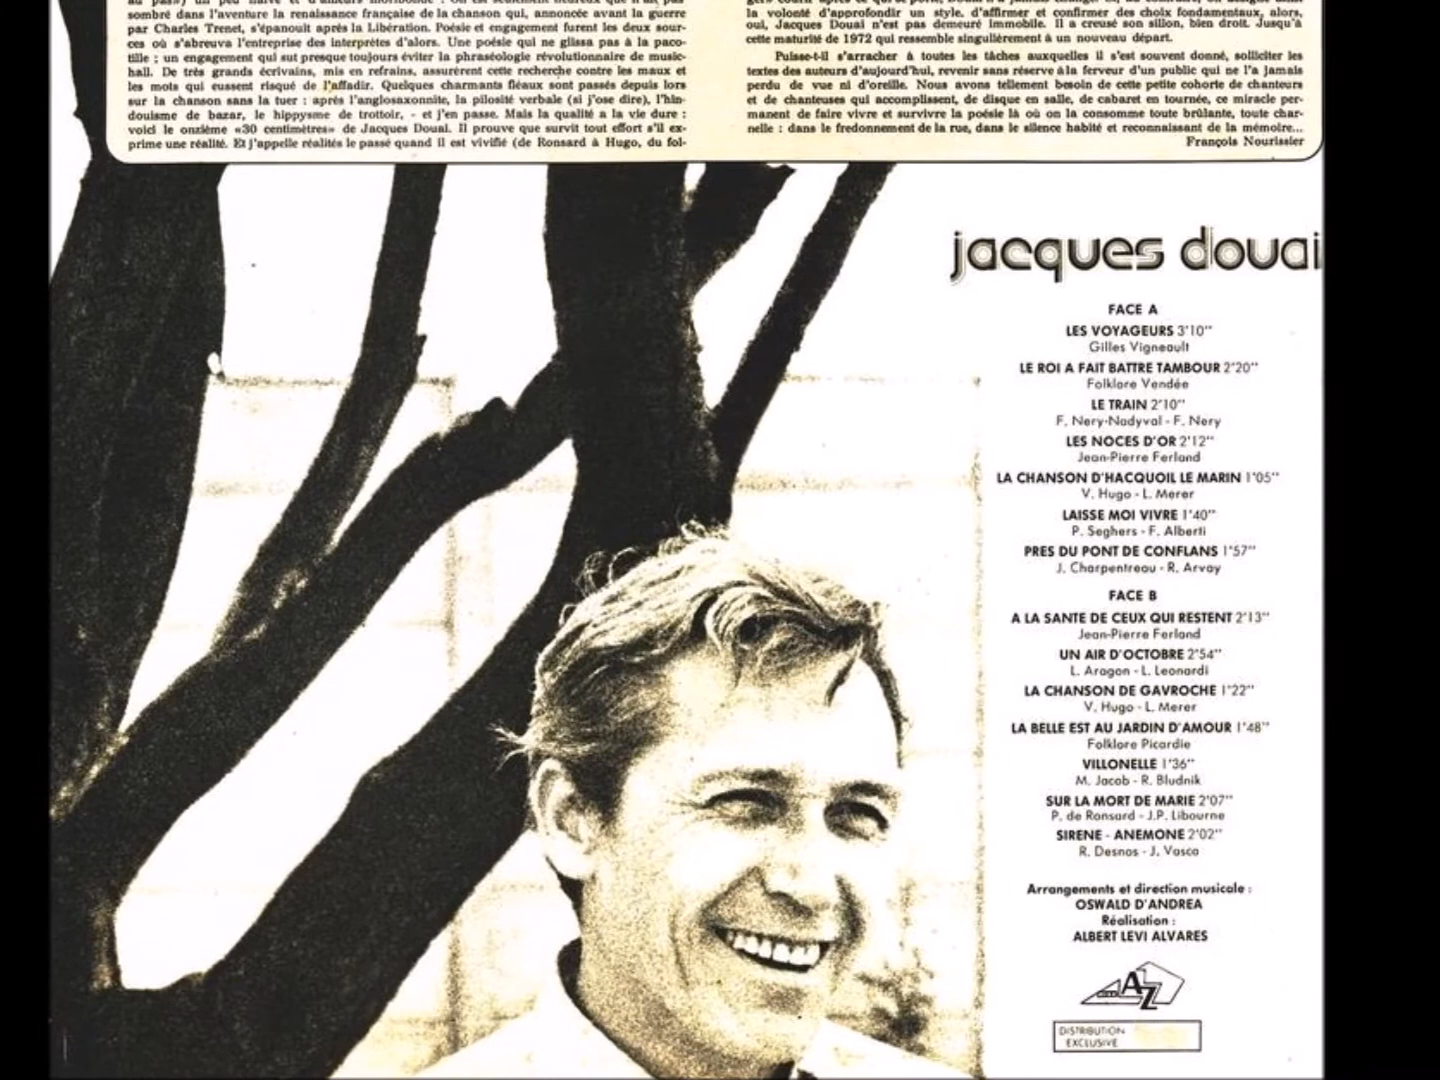 sombré dans l'aventure la renaissance française de la chanson qui, annoncée avant la guerre
par Charles Trenet, s'épanouit après la Libération. Poésie et engagement furent les deux sour-
ces où s'abreuva l'entreprise des interprètes d'alors. Une poésie qui ne glissa pas à la paco-
tille ; un engagement qui sut presque toujours éviter la phraséologie révolutionnaire de music-
hall. De très grands écrivains, mis en refrains, assurèrent cette recherche contre les maux et
les mots qui eussent risqué de l'affadir. Quelques charmants fléaux sont passés depuis lors
sur la chanson sans la tuer : après l'anglosaxonnite, la pilosité verbale (si j'ose dire), l'hin-
douisme de bazar, le hippysme de trottoir, - et j'en passe. Mais la qualité a la vie dure :
voici le onzième «30 centimètres» de Jacques Douai. Il prouve que survit tout effort s'il ex-
prime une réalité. Et j'appelle réalités le passé quand il est vivifié (de Ronsard à Hugo, du fol-
la volonté d'approfondir un style, d'affirmer et confirmer des choix fondamentaux, alors,
oui, Jacques Douai n'est pas demeuré immobile. Il a creusé son sillon, bien droit. Jusqu'à
cette maturité de 1972 qui ressemble singulièrement à un nouveau départ.
Puisse-t-il s'arracher à toutes les tâches auxquelles il s'est souvent donné, solliciter les
textes des auteurs d'aujourd'hui, revenir sans réserve à la ferveur d'un public qui ne l'a jamais
perdu de vue ni d'oreille. Nous avons tellement besoin de cette petite cohorte de chanteurs
et de chanteuses qui accomplissent, de disque en salle, de cabaret en tournée, ce miracle per-
manent de faire vivre et survivre la poésie là où on la consomme toute brûlante, toute char-
nelle : dans le fredonnement de la rue, dans le silence habité et reconnaissant de la mémoire...
François Nourissier
jacques douai
FACE A
LES VOYAGEURS 3'10"
Gilles Vigneault
LE ROI A FAIT BATTRE TAMBOUR 2'20"
Folklore Vendée
LE TRAIN 2'10"
F. Nery-Nadyval - F. Nery
LES NOCES D'OR 2'12"
Jean-Pierre Ferland
LA CHANSON D'HACQUOIL LE MARIN 1'05"
V. Hugo - L. Merer
LAISSE MOI VIVRE 1'40"
P. Seghers - F. Alberti
PRES DU PONT DE CONFLANS 1'57"
J. Charpentreau - R. Arvay
FACE B
A LA SANTE DE CEUX QUI RESTENT 2'13"
Jean-Pierre Ferland
UN AIR D'OCTOBRE 2'54"
L. Aragon - L. Leonardi
LA CHANSON DE GAVROCHE 1'22"
V. Hugo - L. Merer
LA BELLE EST AU JARDIN D'AMOUR 1'48"
Folklore Picardie
VILLONELLE 1'36"
M. Jacob - R. Bludnik
SUR LA MORT DE MARIE 2'07"
P. de Ronsard - J.P. Libourne
SIRENE - ANEMONE 2'02"
R. Desnos - J. Vasca
Arrangements et direction musicale :
OSWALD D'ANDREA
Réalisation :
ALBERT LEVI ALVARES
AZ
DISTRIBUTION
EXCLUSIVE